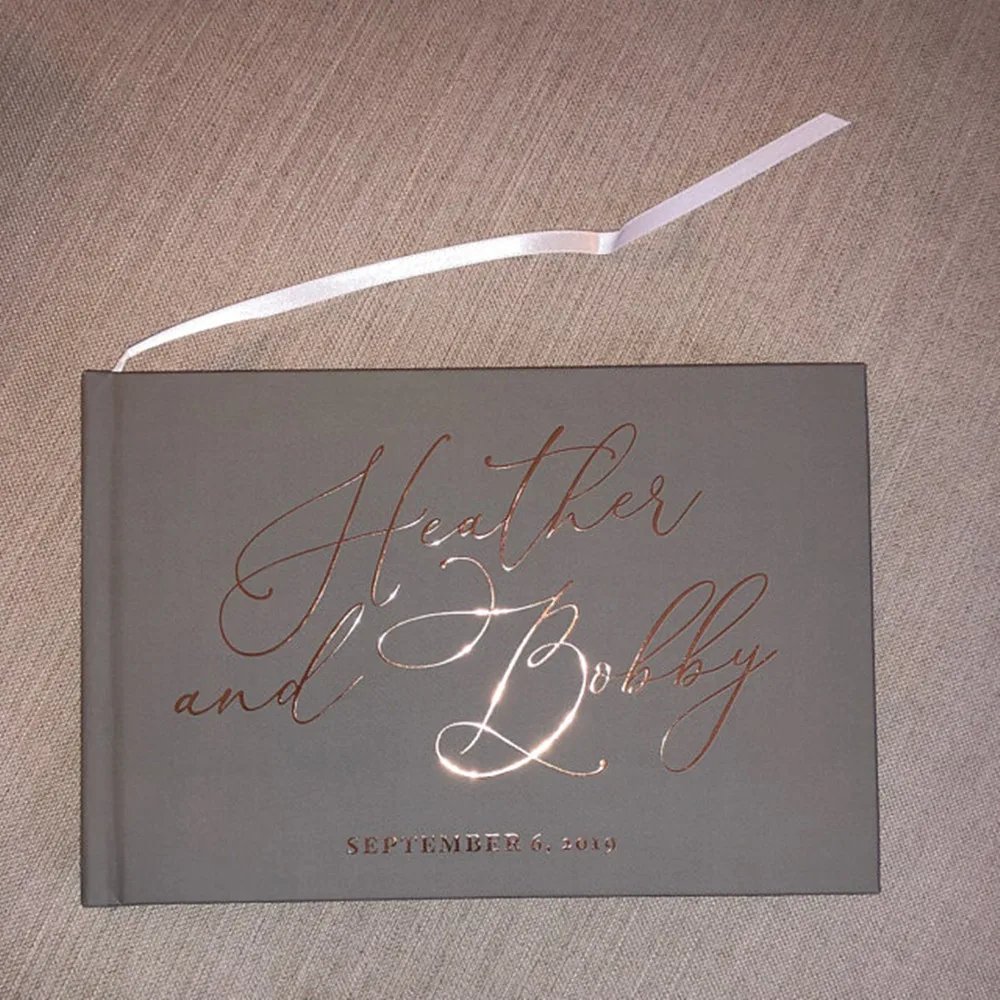 Heather
and Bobby
SEPTEMBER 6, 2019